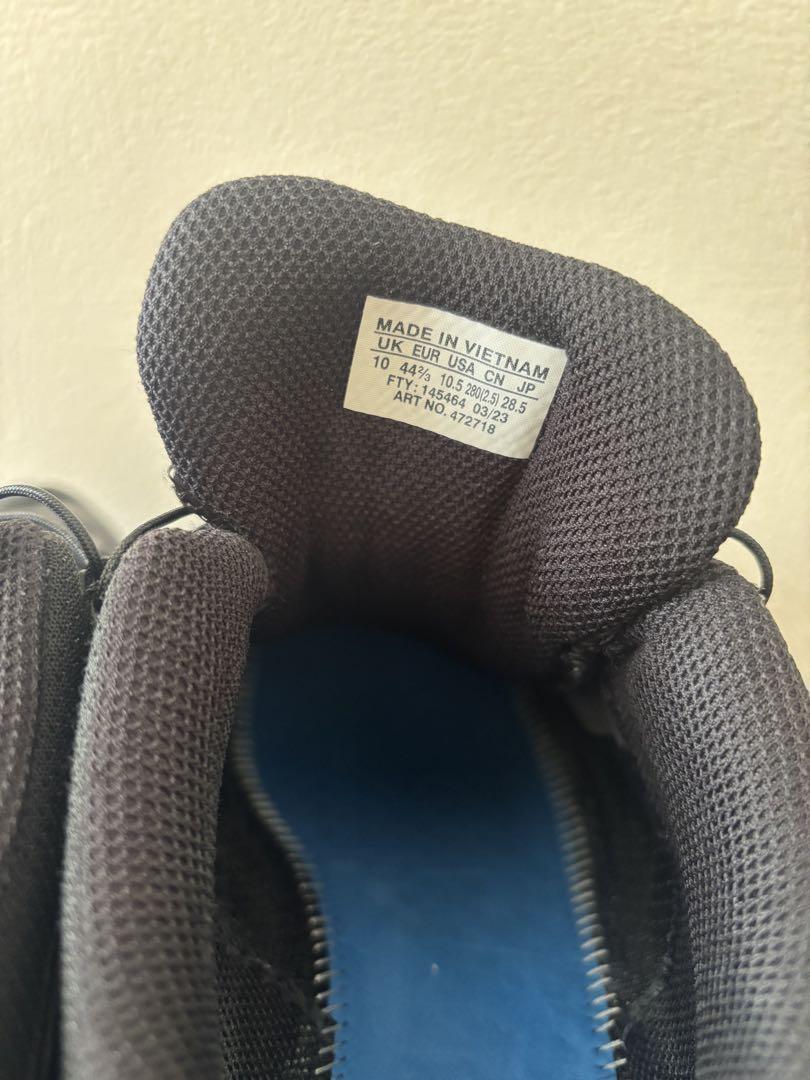 MADE IN VIETNAM
UK EUR USA CN JP
10 44⅔ 10.5 280(2.5) 28.5
FTY: 145464 03/23
ART NO. 472718